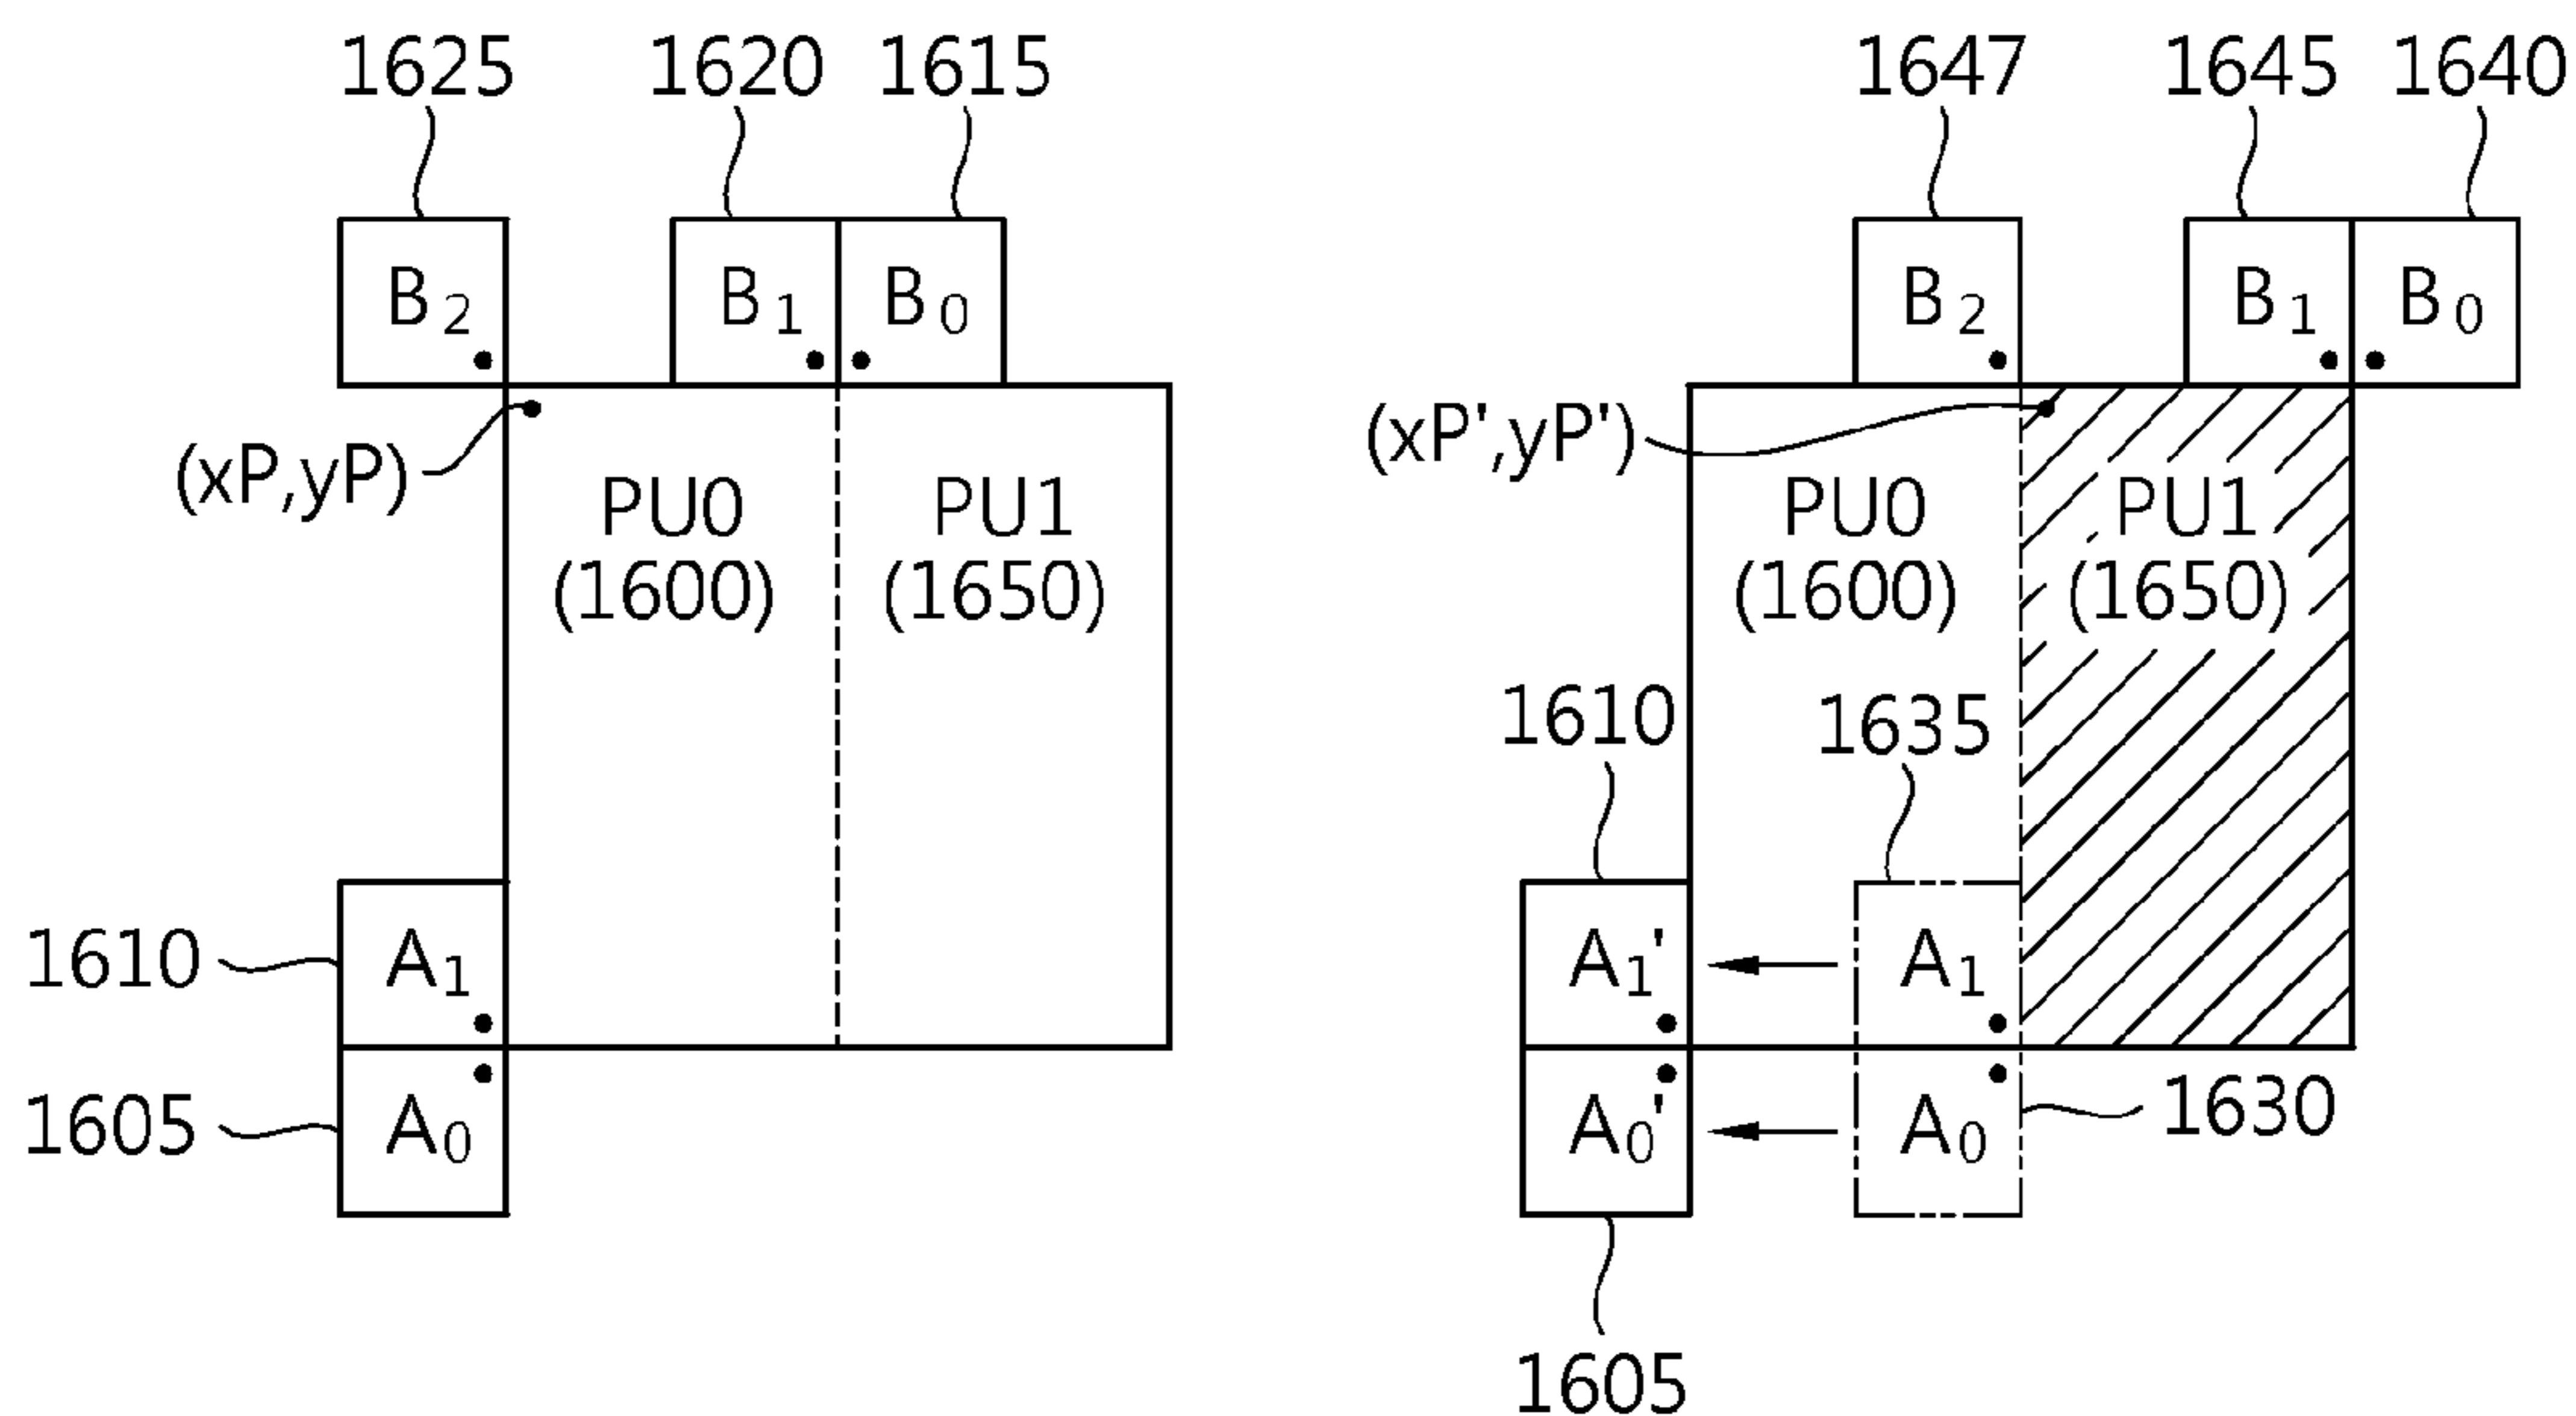 1625 1620 1615 1647 1645 1640
B2 B1 B0 B2 B1 B0
(xP,yP) (xP',yP')
PU0 PU1 PU0 PU1
(1600) (1650) (1600) (1650)
1610 1635
1610 A1 A1' A1
1605 A0 A0' A0 1630
1605